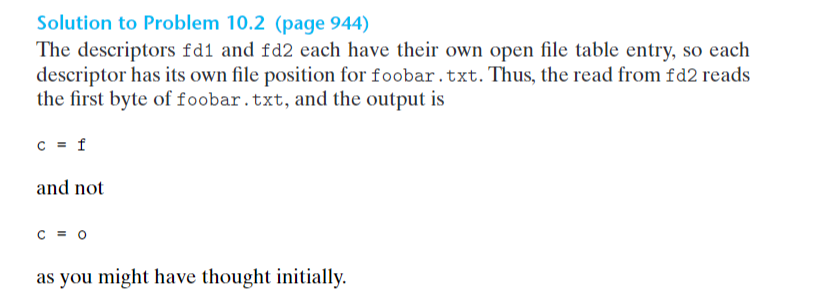 Solution to Problem 10.2 (page 944)
The descriptors fd1 and fd2 each have their own open file table entry, so each
descriptor has its own file position for foobar.txt. Thus, the read from fd2 reads
the first byte of foobar.txt, and the output is
c = f
and not
c = o
as you might have thought initially.